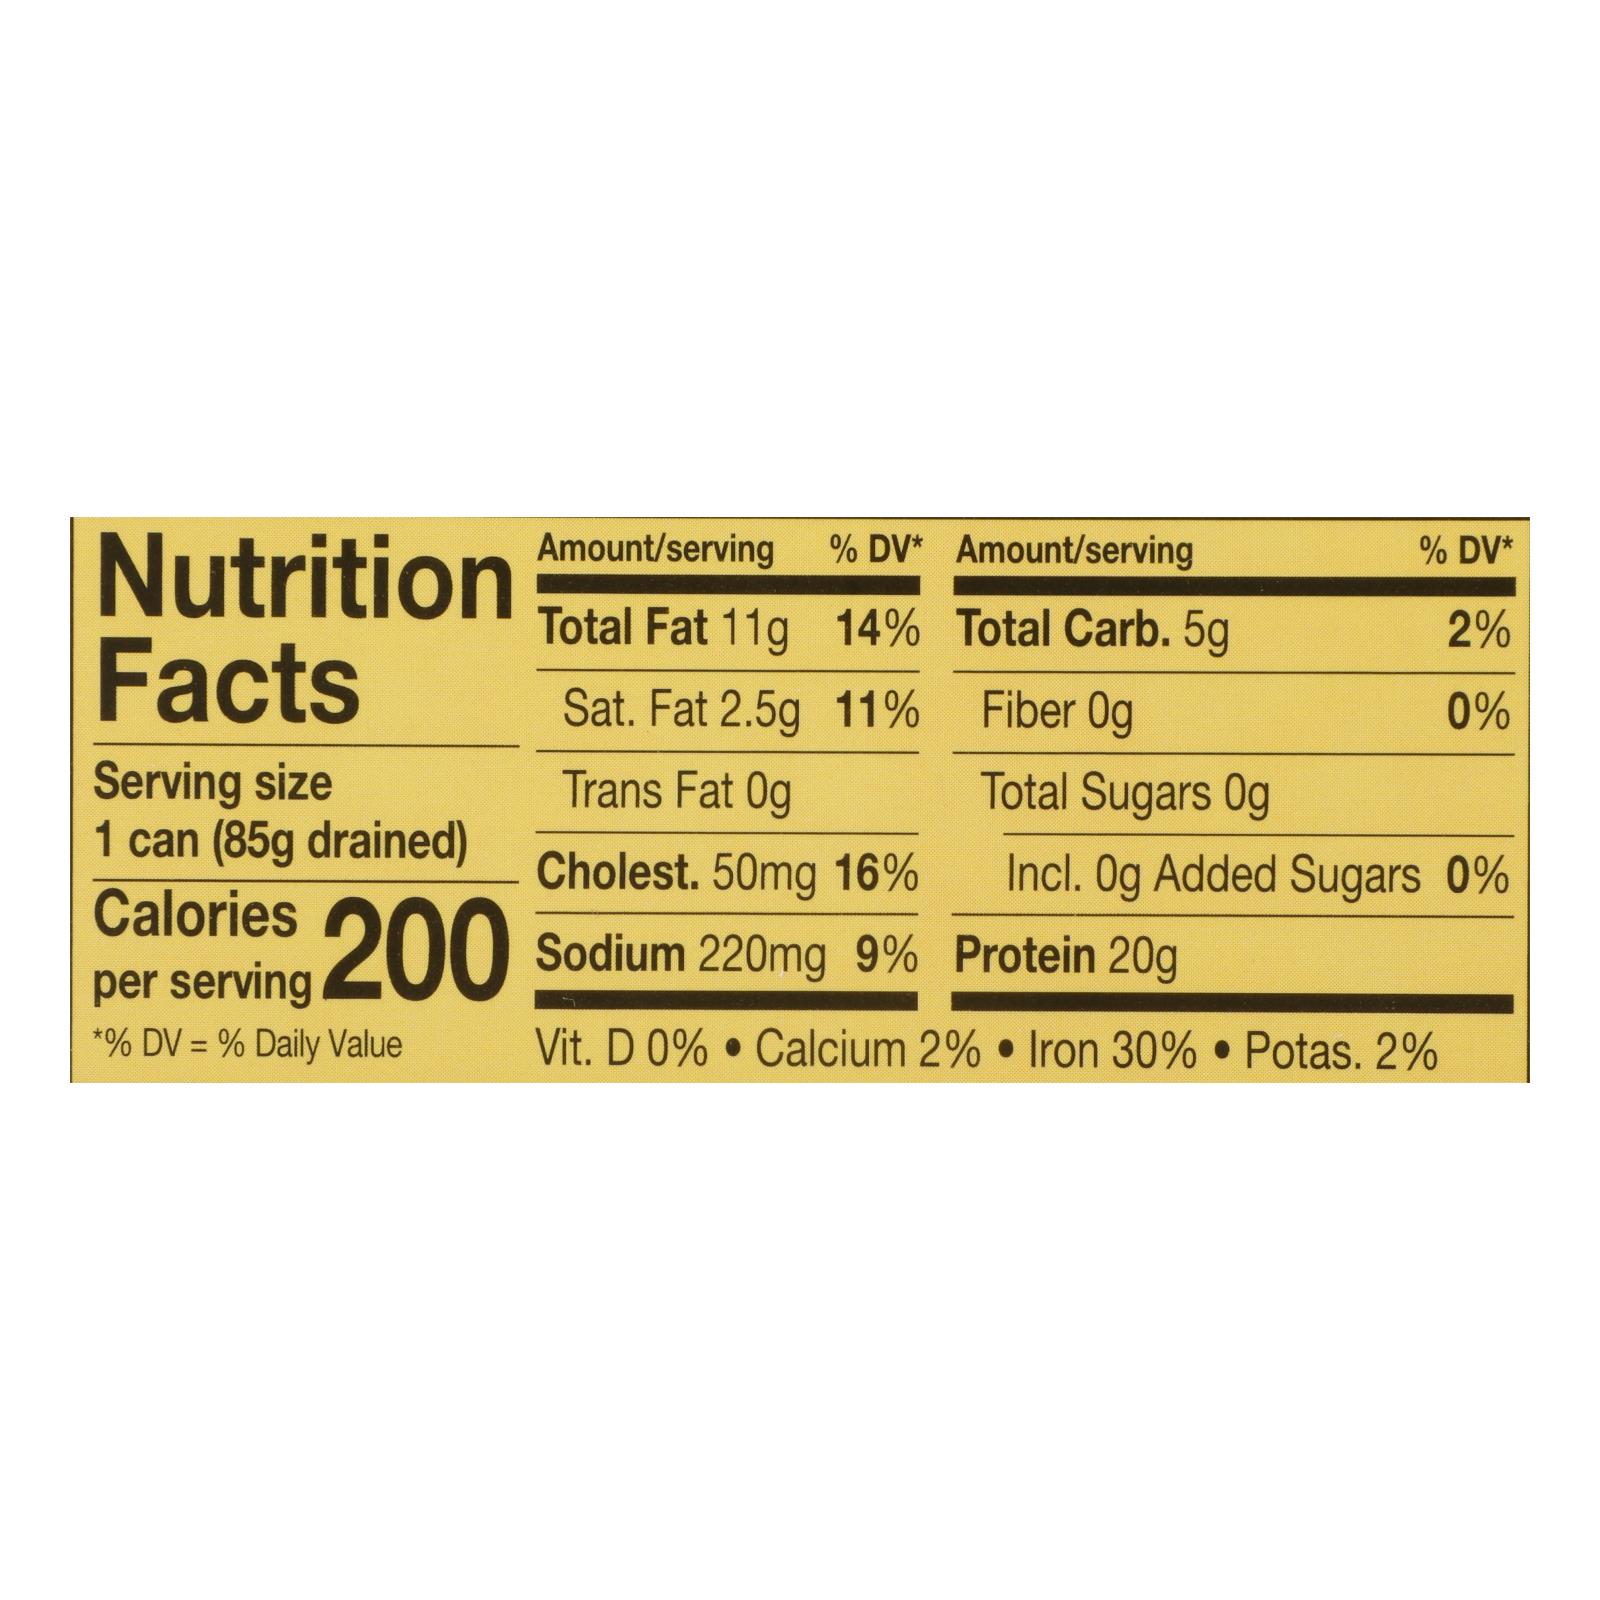 Nutrition
Facts
Serving size
1 can (85g drained)
Calories
per serving 200
*% DV = % Daily Value
Amount/serving % DV*
Total Fat 11g 14%
Sat. Fat 2.5g 11%
Trans Fat 0g
Cholest. 50mg 16%
Sodium 220mg 9%
Amount/serving % DV*
Total Carb. 5g 2%
Fiber 0g 0%
Total Sugars 0g
Incl. 0g Added Sugars 0%
Protein 20g
Vit. D 0% • Calcium 2% • Iron 30% • Potas. 2%